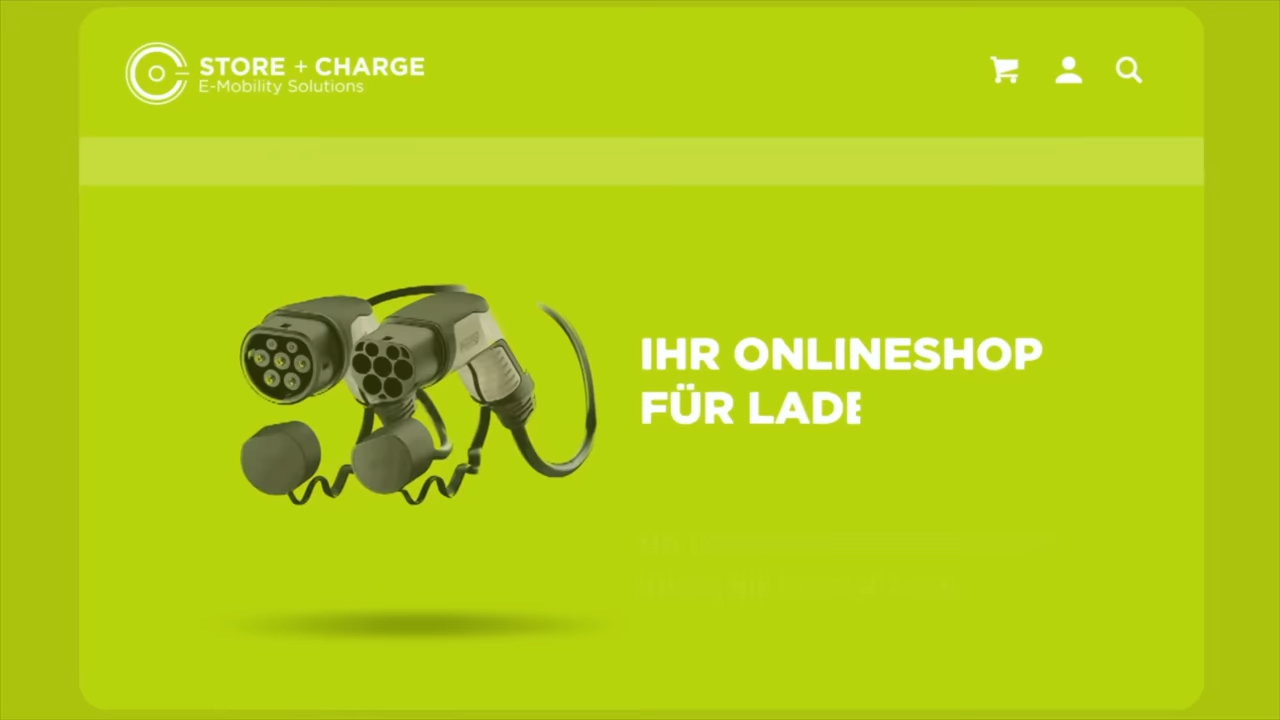 STORE + CHARGE
E-Mobility Solutions
IHR ONLINESHOP
FÜR LADE